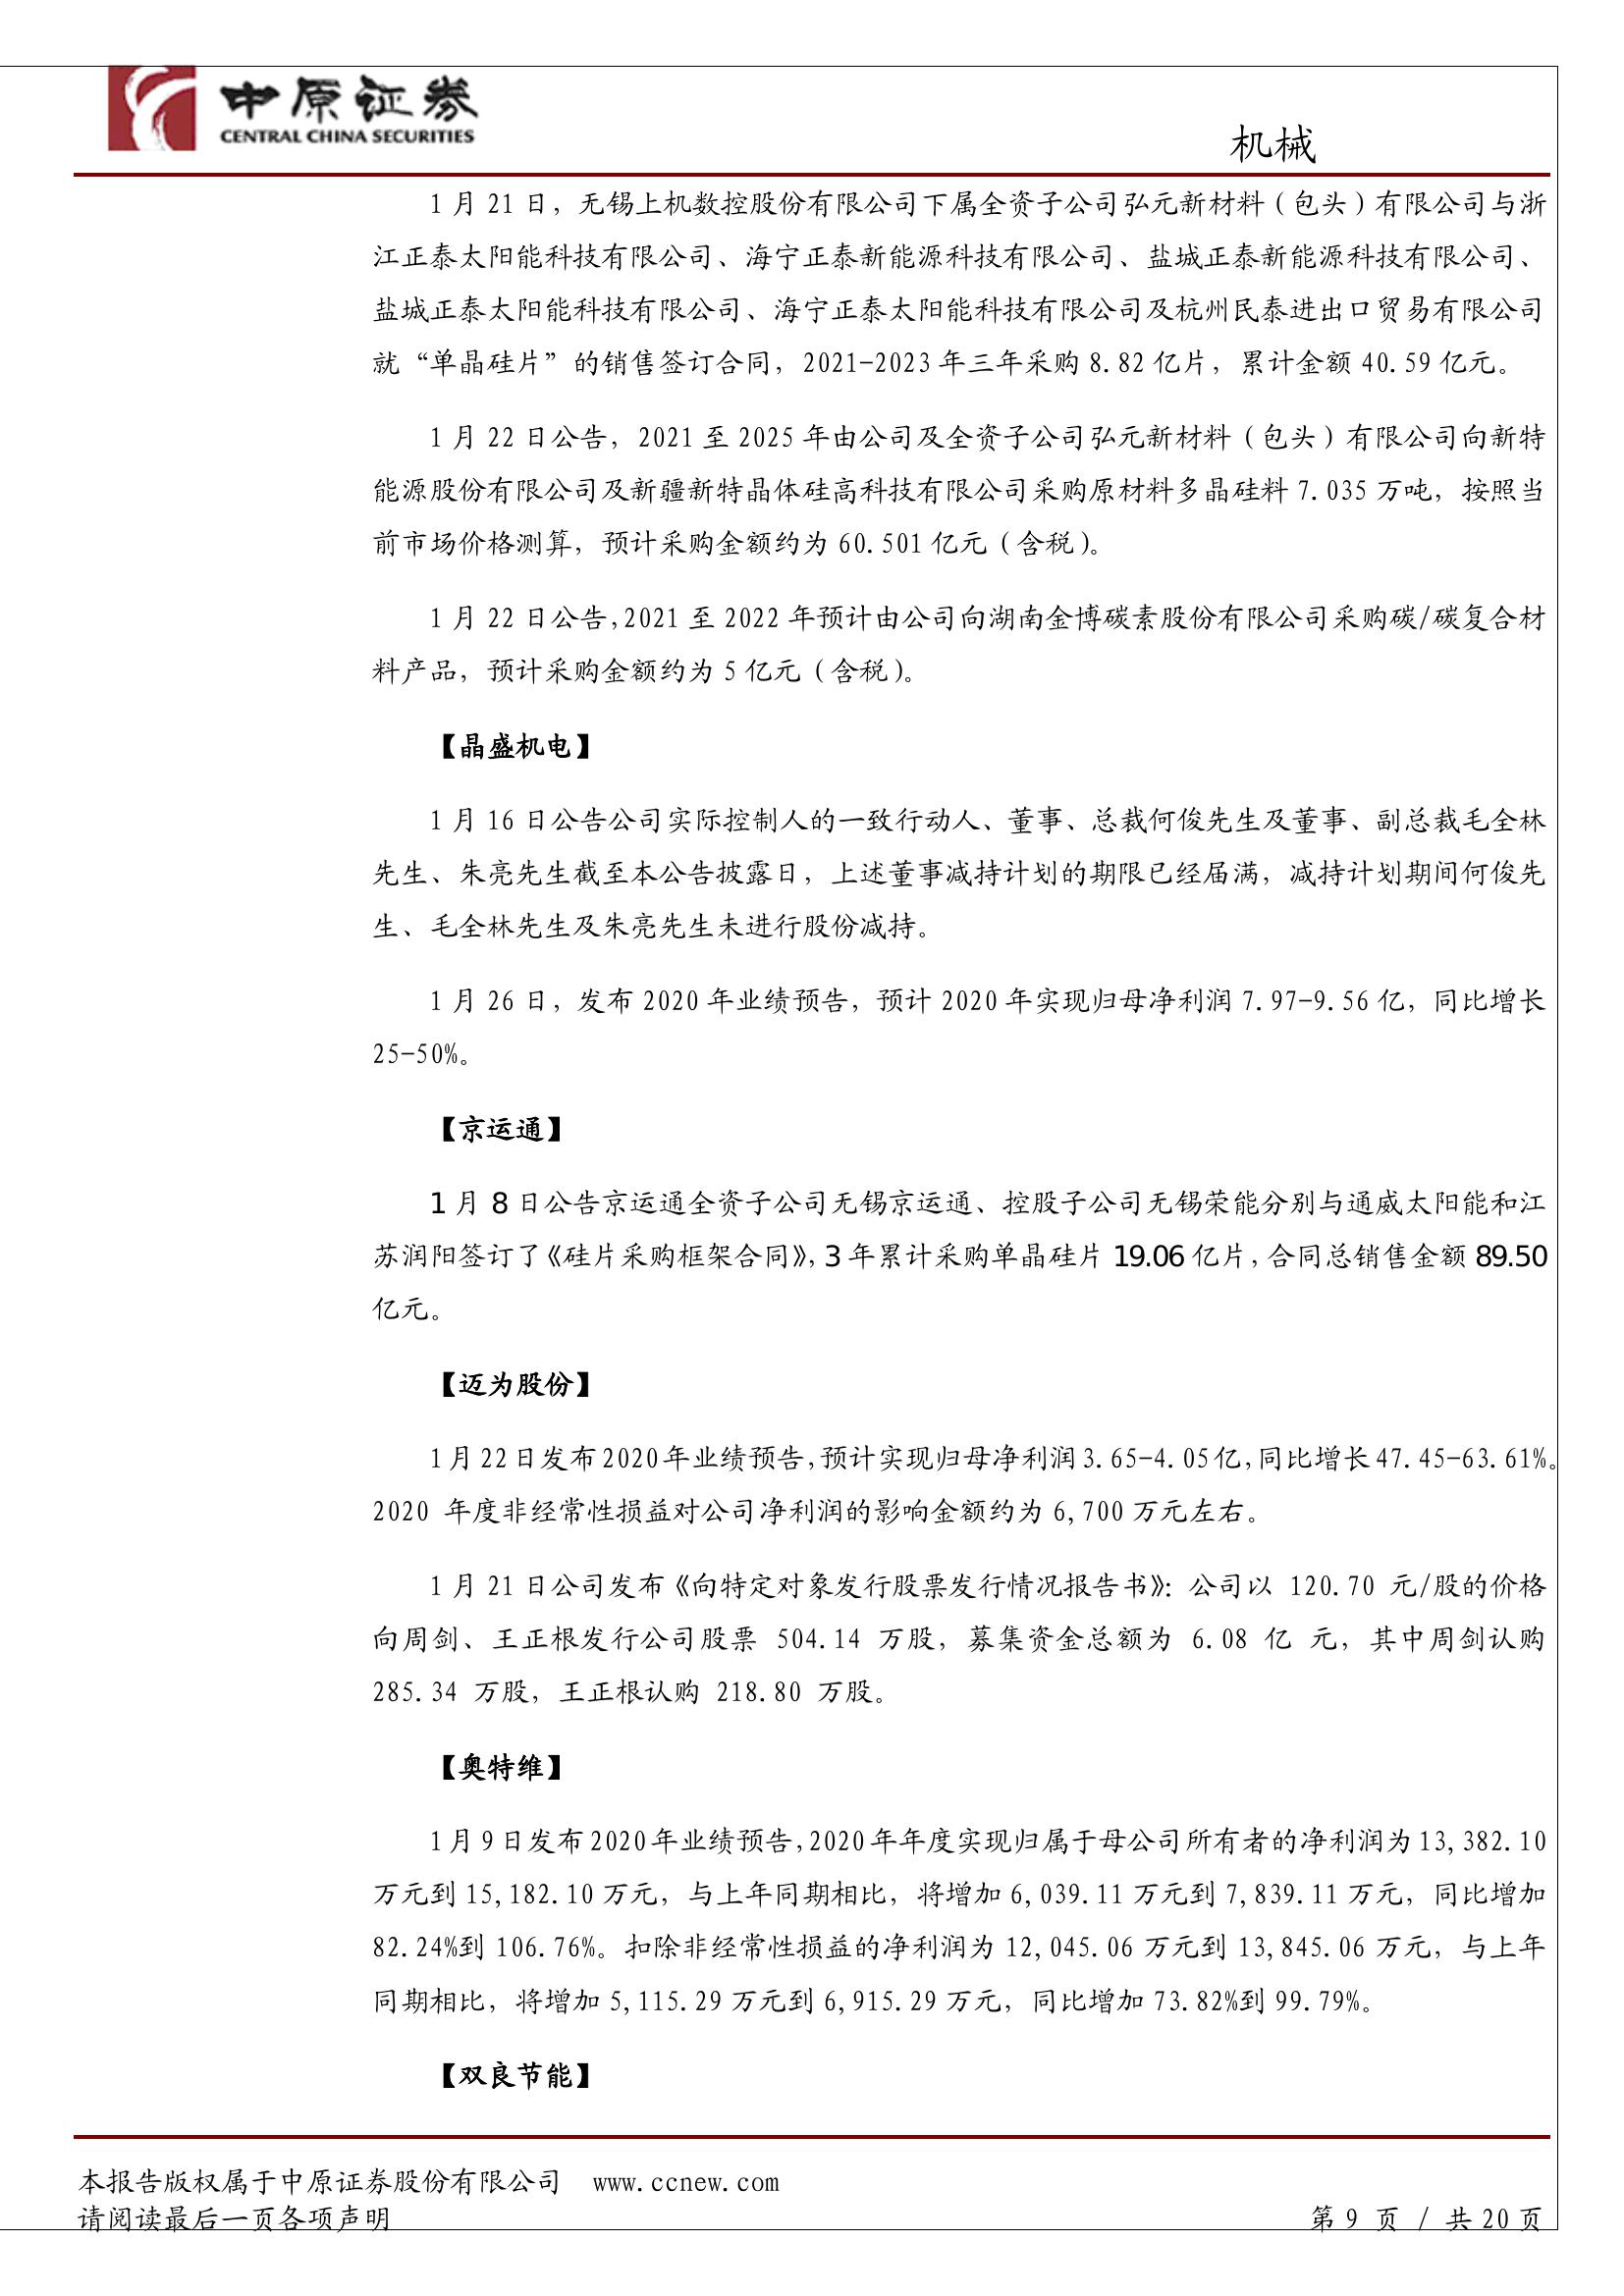 中原证券
CENTRAL CHINA SECURITIES
机械
1 月 21 日，无锡上机数控股份有限公司下属全资子公司弘元新材料（包头）有限公司与浙
江正泰太阳能科技有限公司、海宁正泰新能源科技有限公司、盐城正泰新能源科技有限公司、
盐城正泰太阳能科技有限公司、海宁正泰太阳能科技有限公司及杭州民泰进出口贸易有限公司
就“单晶硅片”的销售签订合同，2021-2023 年三年采购 8.82 亿片，累计金额 40.59 亿元。
1 月 22 日公告，2021 至 2025 年由公司及全资子公司弘元新材料（包头）有限公司向新特
能源股份有限公司及新疆新特晶体硅高科技有限公司采购原材料多晶硅料 7.035 万吨，按照当
前市场价格测算，预计采购金额约为 60.501 亿元（含税）。
1 月 22 日公告，2021 至 2022 年预计由公司向湖南金博碳素股份有限公司采购碳/碳复合材
料产品，预计采购金额约为 5 亿元（含税）。
【晶盛机电】
1 月 16 日公告公司实际控制人的一致行动人、董事、总裁何俊先生及董事、副总裁毛全林
先生、朱亮先生截至本公告披露日，上述董事减持计划的期限已经届满，减持计划期间何俊先
生、毛全林先生及朱亮先生未进行股份减持。
1 月 26 日，发布 2020 年业绩预告，预计 2020 年实现归母净利润 7.97-9.56 亿，同比增长
25-50%。
【京运通】
1 月 8 日公告京运通全资子公司无锡京运通、控股子公司无锡荣能分别与通威太阳能和江
苏润阳签订了《硅片采购框架合同》，3 年累计采购单晶硅片 19.06 亿片，合同总销售金额 89.50
亿元。
【迈为股份】
1 月 22 日发布 2020 年业绩预告，预计实现归母净利润 3.65-4.05 亿，同比增长 47.45-63.61%。
2020 年度非经常性损益对公司净利润的影响金额约为 6,700 万元左右。
1 月 21 日公司发布《向特定对象发行股票发行情况报告书》：公司以 120.70 元/股的价格
向周剑、王正根发行公司股票 504.14 万股，募集资金总额为 6.08 亿 元，其中周剑认购
285.34 万股，王正根认购 218.80 万股。
【奥特维】
1 月 9 日发布 2020 年业绩预告，2020 年年度实现归属于母公司所有者的净利润为 13,382.10
万元到 15,182.10 万元，与上年同期相比，将增加 6,039.11 万元到 7,839.11 万元，同比增加
82.24%到 106.76%。扣除非经常性损益的净利润为 12,045.06 万元到 13,845.06 万元，与上年
同期相比，将增加 5,115.29 万元到 6,915.29 万元，同比增加 73.82%到 99.79%。
【双良节能】
本报告版权属于中原证券股份有限公司 www.ccnew.com
请阅读最后一页各项声明
第 9 页 / 共 20 页